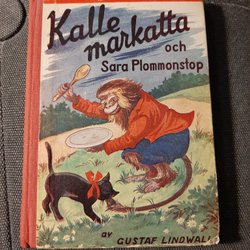 Kalle
markatta
och
Sara Plommonstop
av
GUSTAF LINDWALL